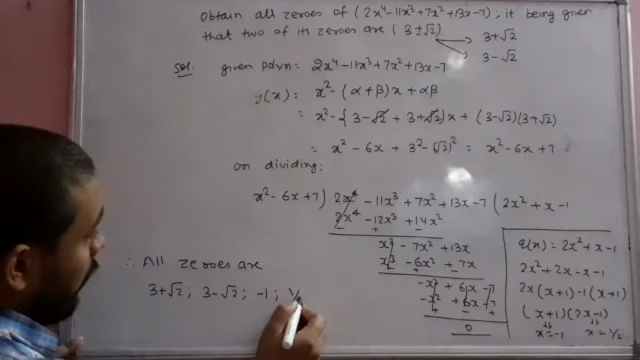 Obtain all zeroes of (2x⁴ - 11x³ + 7x² + 13x - 7), it being given
that two of its zeroes are (3 ± √2) → 3 + √2
→ 3 - √2
Sol. given polyn: 2x⁴ - 11x³ + 7x² + 13x - 7
g(x) = x² - (α + β)x + αβ
= x² - {3 - √2 + 3 + √2}x + (3 - √2)(3 + √2)
= x² - 6x + 3² - (√2)² = x² - 6x + 7
on dividing:
x² - 6x + 7) 2x⁴ - 11x³ + 7x² + 13x - 7 (2x² + x - 1
2x⁴ - 12x³ + 14x²
- + -
x³ - 7x² + 13x
x³ - 6x² + 7x
- + -
-x² + 6x - 7
-x² + 6x - 7
+ - +
0
q(x) = 2x² + x - 1
2x² + 2x - x - 1
2x(x + 1) - 1(x + 1)
(x + 1)(2x - 1)
x = -1 x = 1/2
∴ All zeroes are
3 + √2; 3 - √2; -1; 1/2